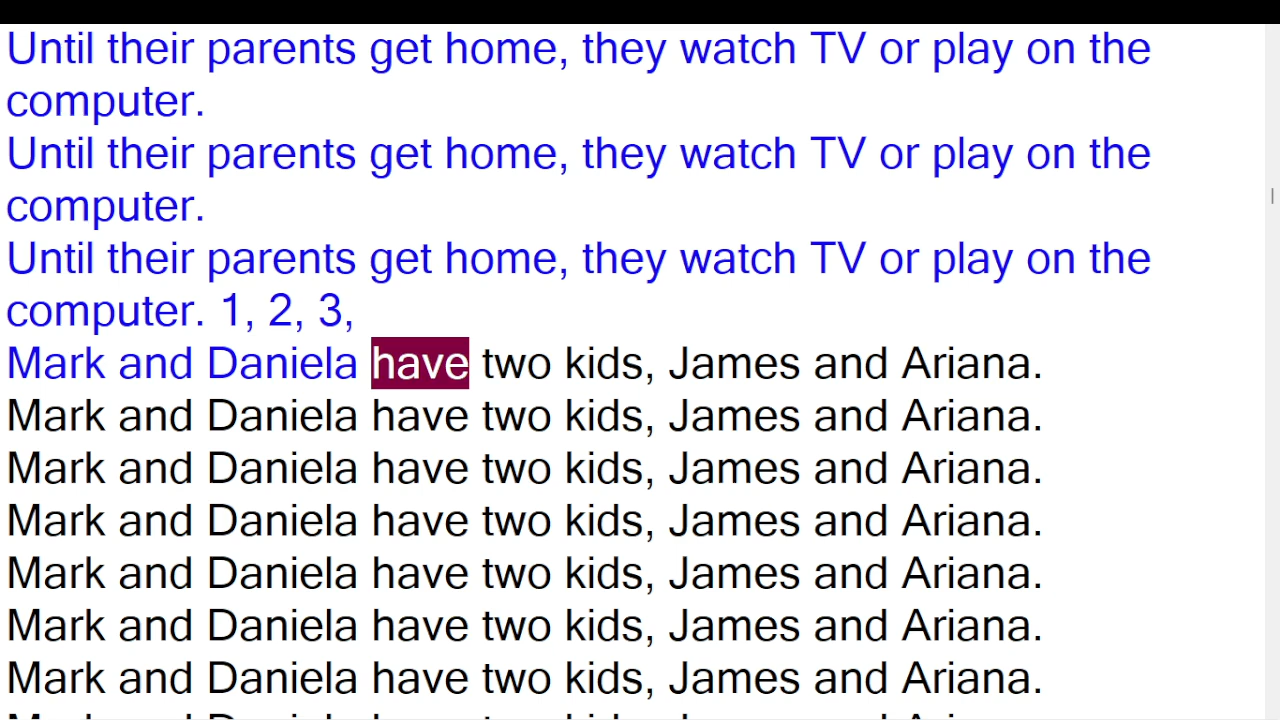 Until their parents get home, they watch TV or play on the
computer.
Until their parents get home, they watch TV or play on the
computer.
Until their parents get home, they watch TV or play on the
computer. 1, 2, 3,
Mark and Daniela have two kids, James and Ariana.
Mark and Daniela have two kids, James and Ariana.
Mark and Daniela have two kids, James and Ariana.
Mark and Daniela have two kids, James and Ariana.
Mark and Daniela have two kids, James and Ariana.
Mark and Daniela have two kids, James and Ariana.
Mark and Daniela have two kids, James and Ariana.